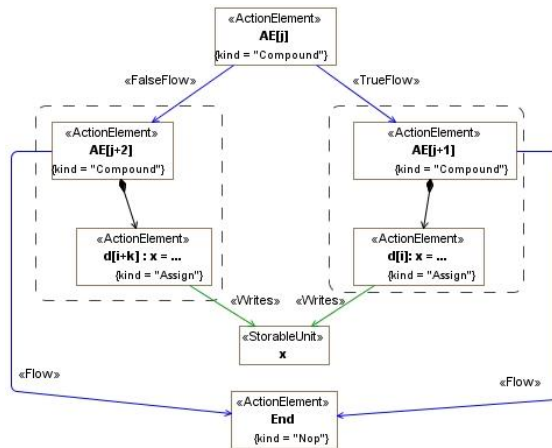 «ActionElement»
AE[j]
{kind = "Compound"}
«FalseFlow»
«TrueFlow»
«ActionElement»
AE[j+2]
{kind = "Compound"}
«ActionElement»
AE[j+1]
{kind = "Compound"}
«ActionElement»
d[i+k] : x = ...
{kind = "Assign"}
«ActionElement»
d[i]: x = ...
{kind = "Assign"}
«Writes»
«Writes»
«StorableUnit»
x
«Flow»
«Flow»
«ActionElement»
End
{kind = "Nop"}